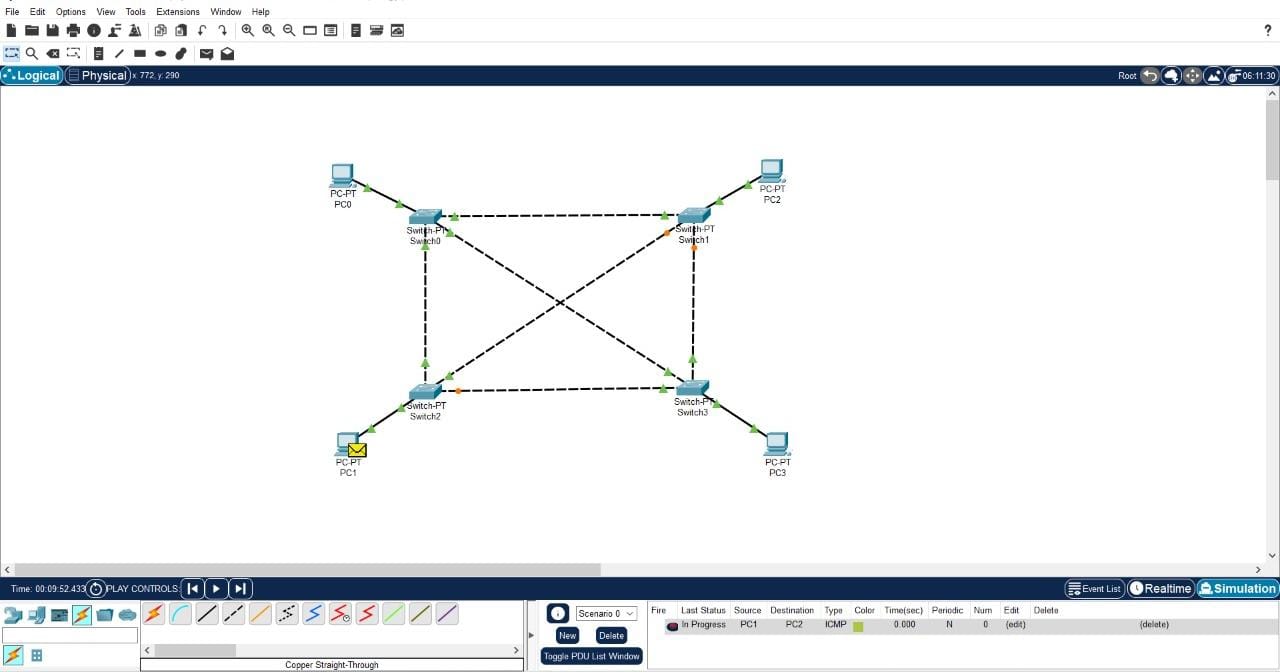 File Edit Options View Tools Extensions Window Help
?
Logical Physical x: 772, y: 290 Root 06:11:30
PC-PT
PC0
PC-PT
PC2
Switch-PT
Switch0
Switch-PT
Switch1
Switch-PT
Switch2
Switch-PT
Switch3
PC-PT
PC1
PC-PT
PC3
Time: 00:09:52.433 PLAY CONTROLS: Event List Realtime Simulation
Scenario 0
New Delete
Toggle PDU List Window
Fire Last Status Source Destination Type Color Time(sec) Periodic Num Edit Delete
In Progress PC1 PC2 ICMP 0.000 N 0 (edit) (delete)
Copper Straight-Through